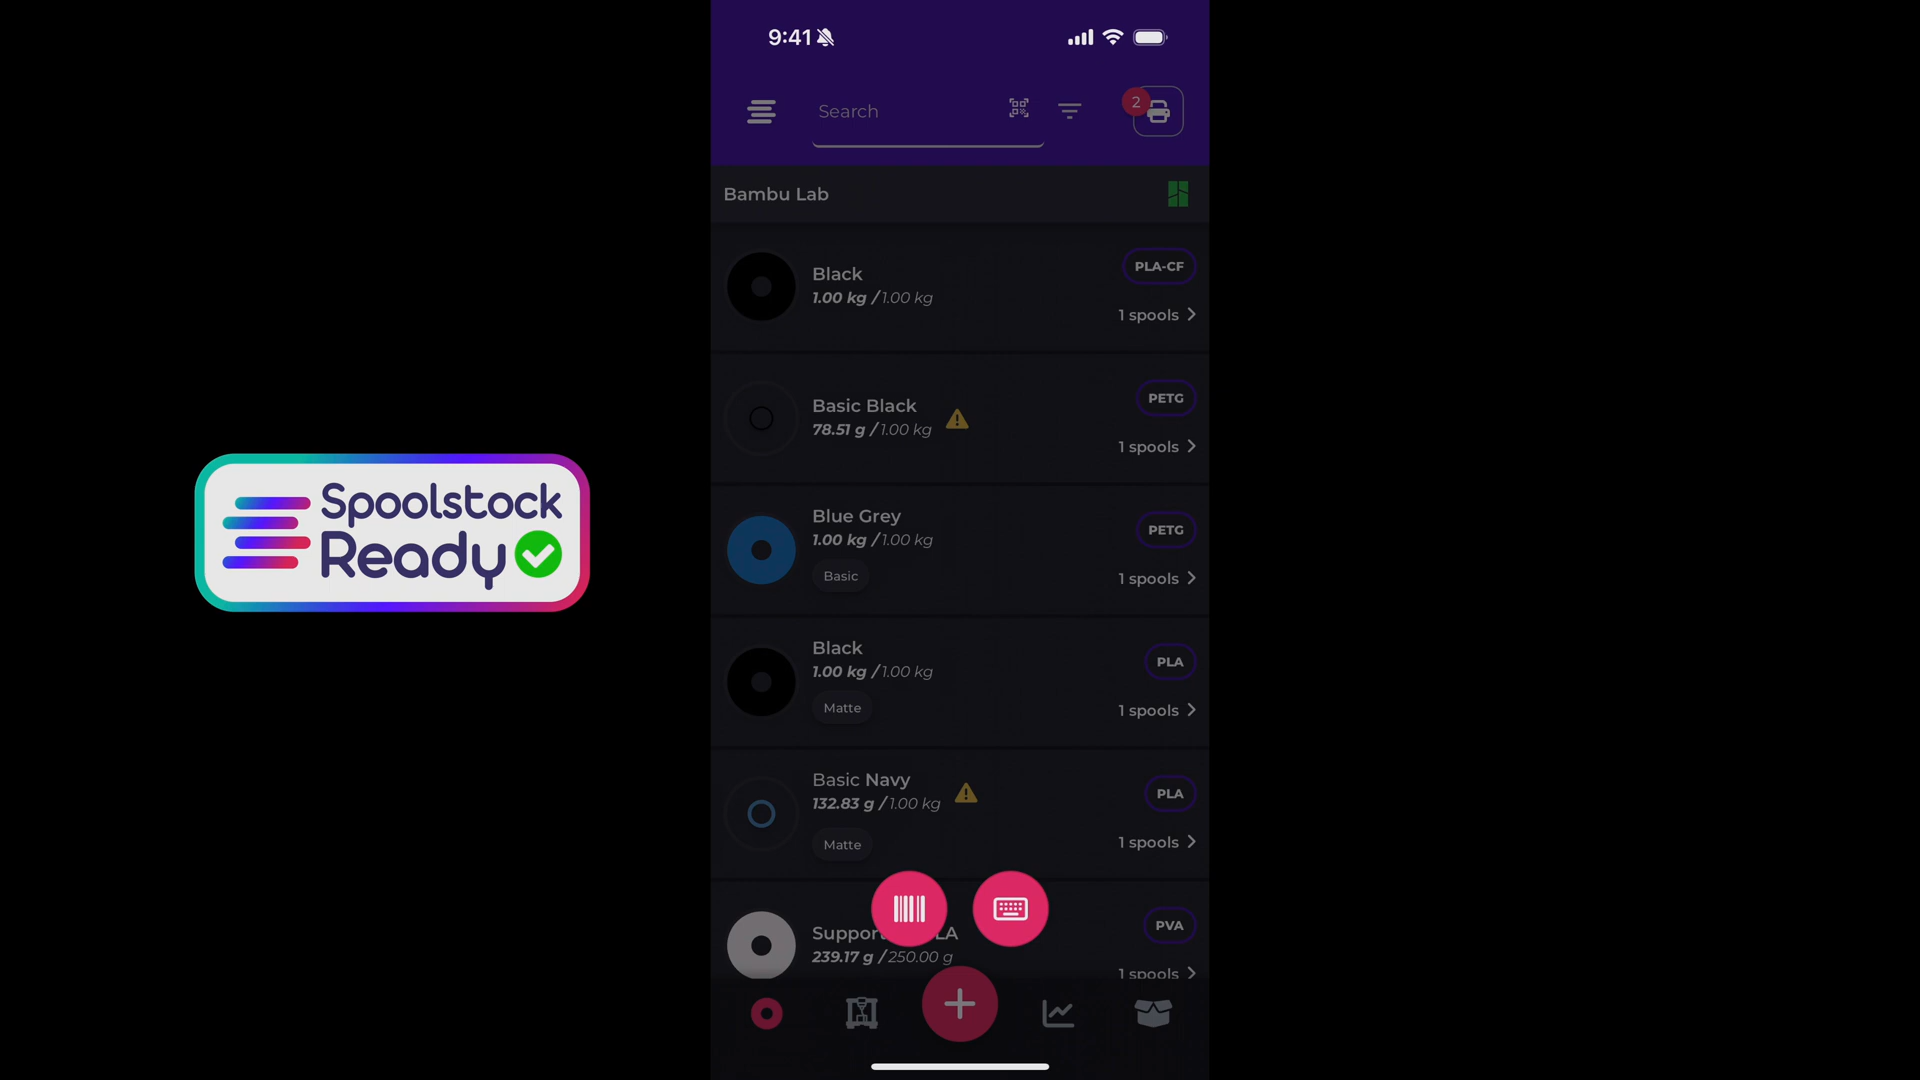 9:41
Search
2
Bambu Lab
Black
1.00 kg / 1.00 kg
PLA-CF
1 spools
Basic Black
78.51 g / 1.00 kg
PETG
1 spools
Blue Grey
1.00 kg / 1.00 kg
Basic
PETG
1 spools
Black
1.00 kg / 1.00 kg
Matte
PLA
1 spools
Basic Navy
132.83 g / 1.00 kg
Matte
PLA
1 spools
Suppor LA
239.17 g / 250.00 g
PVA
1 spools
Spoolstock
Ready